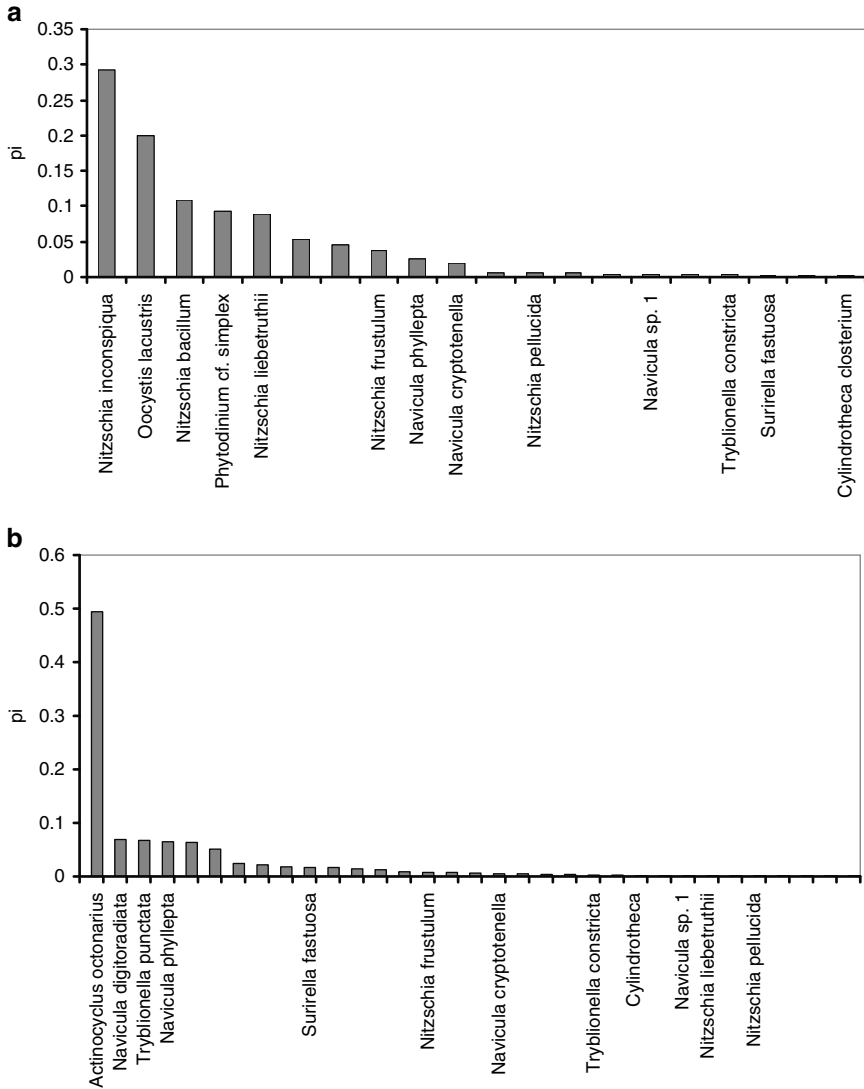 a
0.35
0.3
0.25
0.2
0.15
0.1
0.05
0
pi
Nitzschia inconspiqua
Oocystis lacustris
Nitzschia bacillum
Phytodinium cf. simplex
Nitzschia liebetruthii
Nitzschia frustulum
Navicula phyllepta
Navicula cryptotenella
Nitzschia pellucida
Navicula sp. 1
Tryblionella constricta
Surirella fastuosa
Cylindrotheca closterium
b
0.6
0.5
0.4
0.3
0.2
0.1
0
pi
Actinocyclus octonarius
Navicula digitoradiata
Tryblionella punctata
Navicula phyllepta
Surirella fastuosa
Nitzschia frustulum
Navicula cryptotenella
Tryblionella constricta
Cylindrotheca
Navicula sp. 1
Nitzschia liebetruthii
Nitzschia pellucida